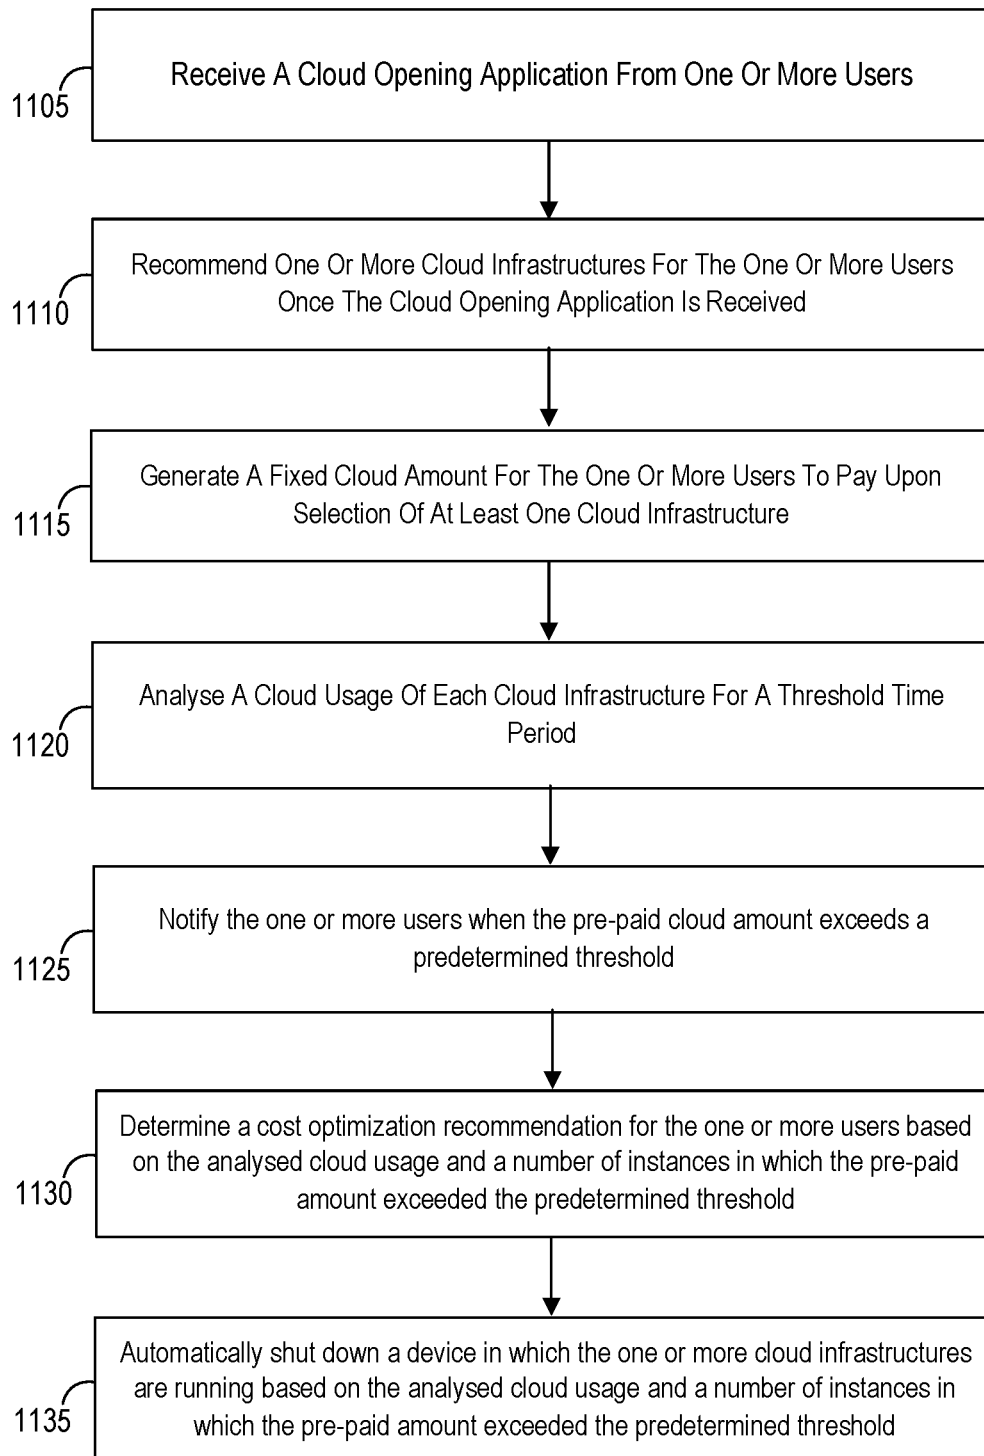 Receive A Cloud Opening Application From One Or More Users
1105
Recommend One Or More Cloud Infrastructures For The One Or More Users
Once The Cloud Opening Application Is Received
1110
Generate A Fixed Cloud Amount For The One Or More Users To Pay Upon
Selection Of At Least One Cloud Infrastructure
1115
Analyse A Cloud Usage Of Each Cloud Infrastructure For A Threshold Time
Period
1120
Notify the one or more users when the pre-paid cloud amount exceeds a
predetermined threshold
1125
Determine a cost optimization recommendation for the one or more users based
on the analysed cloud usage and a number of instances in which the pre-paid
amount exceeded the predetermined threshold
1130
Automatically shut down a device in which the one or more cloud infrastructures
are running based on the analysed cloud usage and a number of instances in
which the pre-paid amount exceeded the predetermined threshold
1135